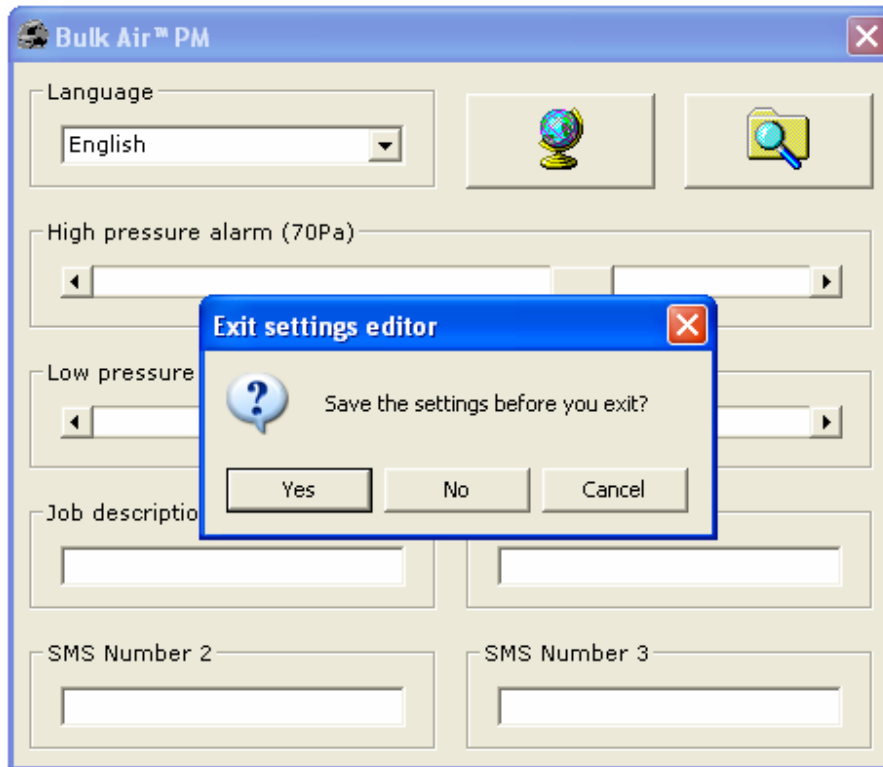 Bulk Air™ PM
Language
English
High pressure alarm (70Pa)
Exit settings editor
Low pressure
Save the settings before you exit?
Yes No Cancel
Job descriptio
SMS Number 2 SMS Number 3